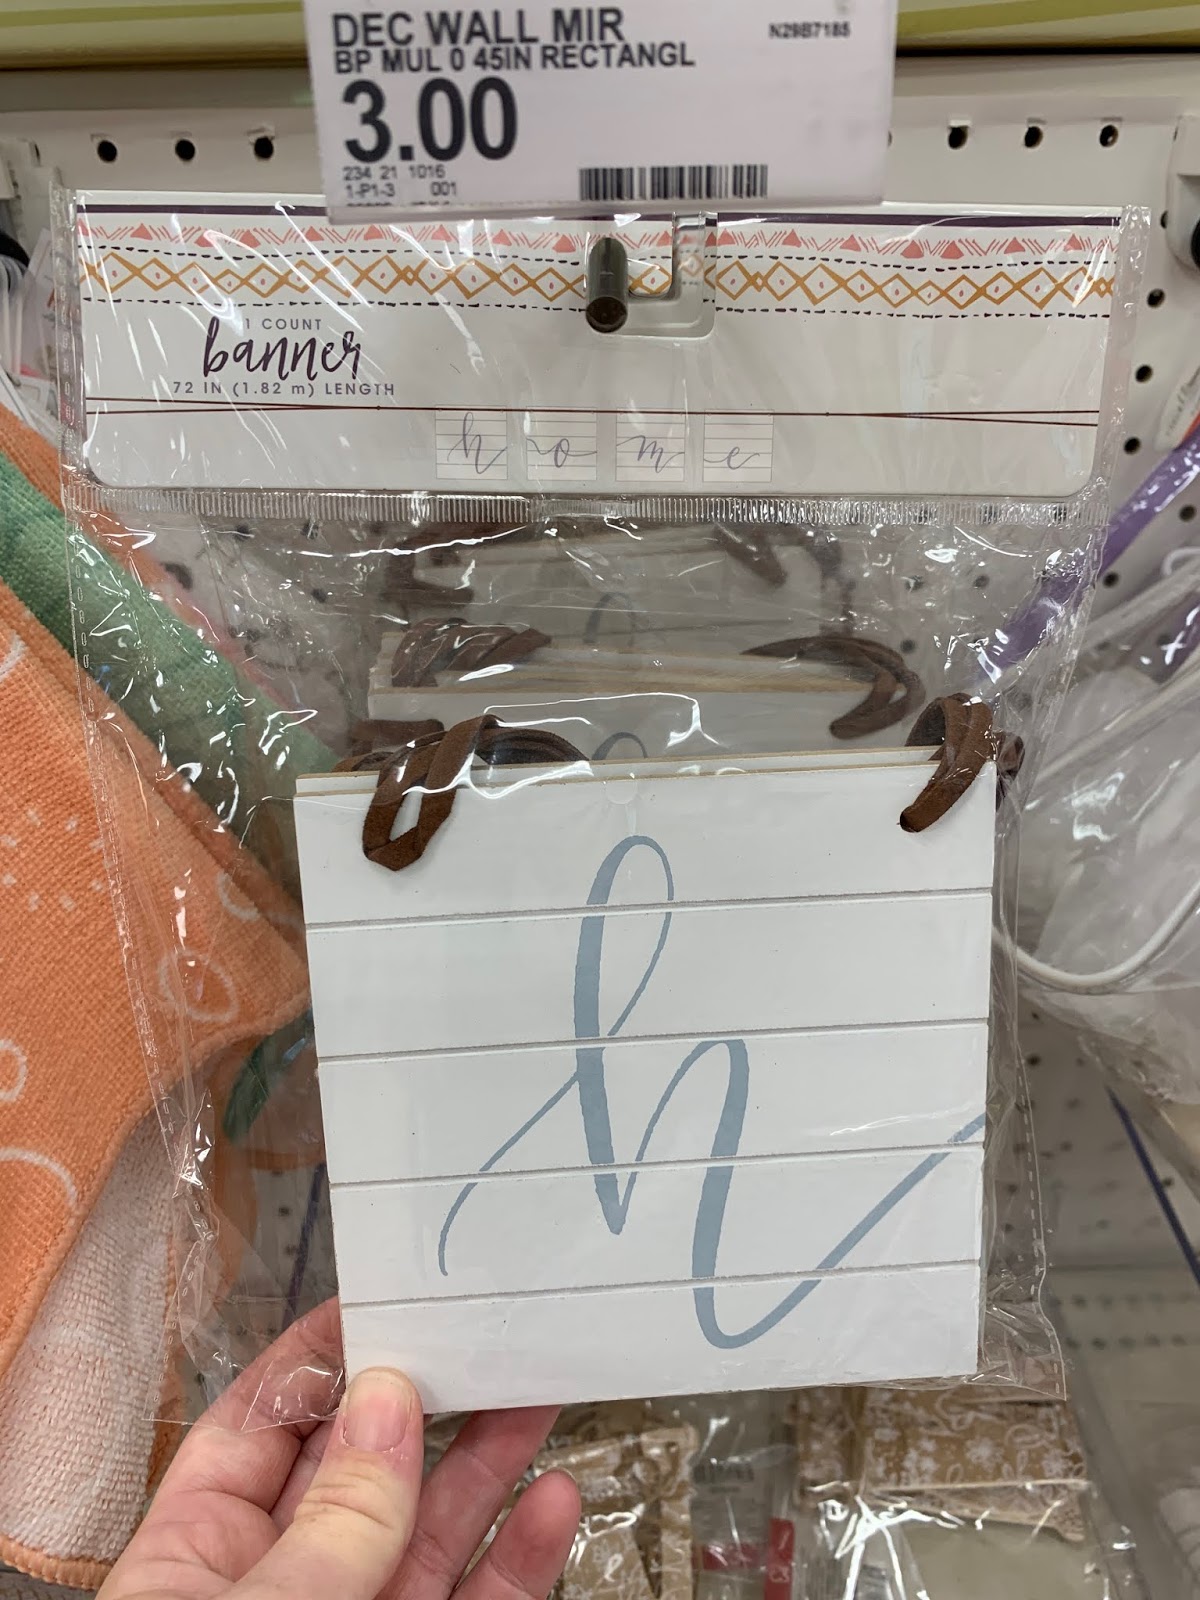 DEC WALL MIR
N29B7185
BP MUL 0 45IN RECTANGL
3.00
234 21 1016
1-P1-3 001
1 COUNT
banner
72 IN (1.82 m) LENGTH
h o m e
h